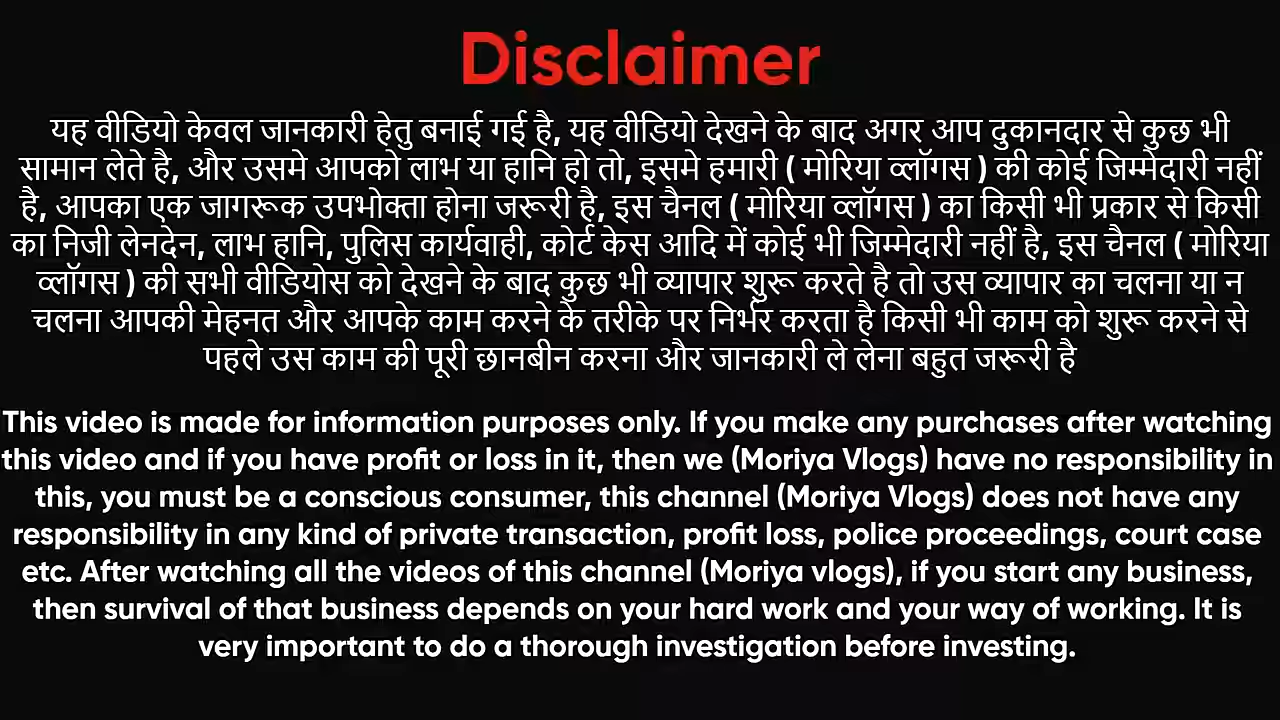 Disclaimer
यह वीडियो केवल जानकारी हेतु बनाई गई है, यह वीडियो देखने के बाद अगर आप दुकानदार से कुछ भी
सामान लेते है, और उसमे आपको लाभ या हानि हो तो, इसमे हमारी ( मोरिया व्लॉगस ) की कोई जिम्मेदारी नहीं
है, आपका एक जागरूक उपभोक्ता होना जरूरी है, इस चैनल ( मोरिया व्लॉगस ) का किसी भी प्रकार से किसी
का निजी लेनदेन, लाभ हानि, पुलिस कार्यवाही, कोर्ट केस आदि में कोई भी जिम्मेदारी नहीं है, इस चैनल ( मोरिया
व्लॉगस ) की सभी वीडियोस को देखने के बाद कुछ भी व्यापार शुरू करते है तो उस व्यापार का चलना या न
चलना आपकी मेहनत और आपके काम करने के तरीके पर निर्भर करता है किसी भी काम को शुरू करने से
पहले उस काम की पूरी छानबीन करना और जानकारी ले लेना बहुत जरूरी है
This video is made for information purposes only. If you make any purchases after watching
this video and if you have profit or loss in it, then we (Moriya Vlogs) have no responsibility in
this, you must be a conscious consumer, this channel (Moriya Vlogs) does not have any
responsibility in any kind of private transaction, profit loss, police proceedings, court case
etc. After watching all the videos of this channel (Moriya vlogs), if you start any business,
then survival of that business depends on your hard work and your way of working. It is
very important to do a thorough investigation before investing.